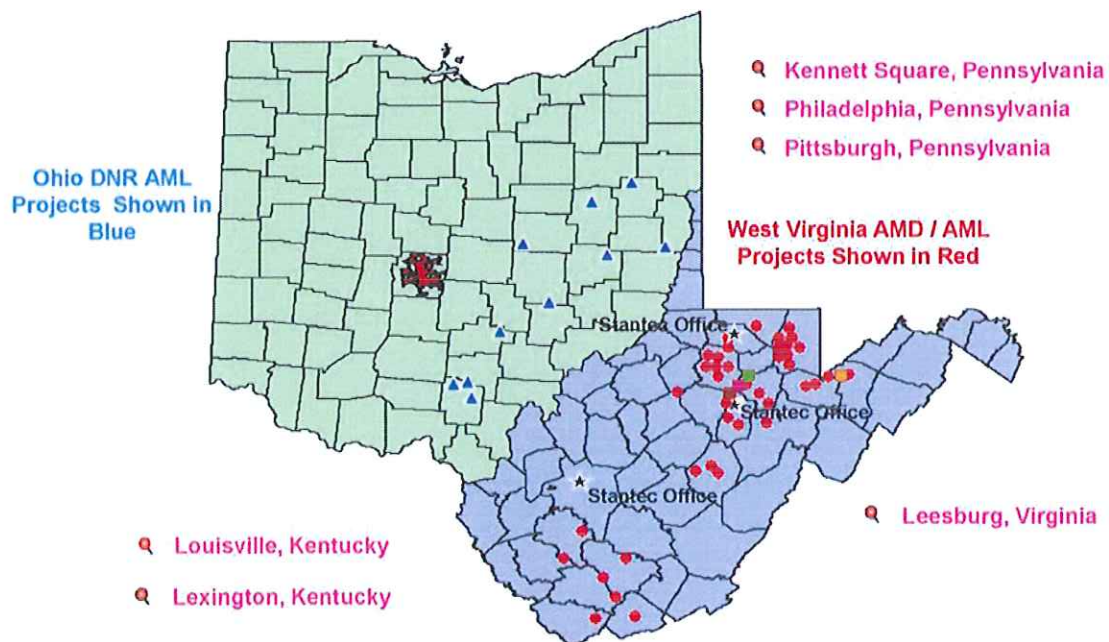 Kennett Square, Pennsylvania
Philadelphia, Pennsylvania
Pittsburgh, Pennsylvania
Ohio DNR AML
Projects Shown in
Blue
West Virginia AMD / AML
Projects Shown in Red
Stantec Office
Stantec Office
Stantec Office
Leesburg, Virginia
Louisville, Kentucky
Lexington, Kentucky